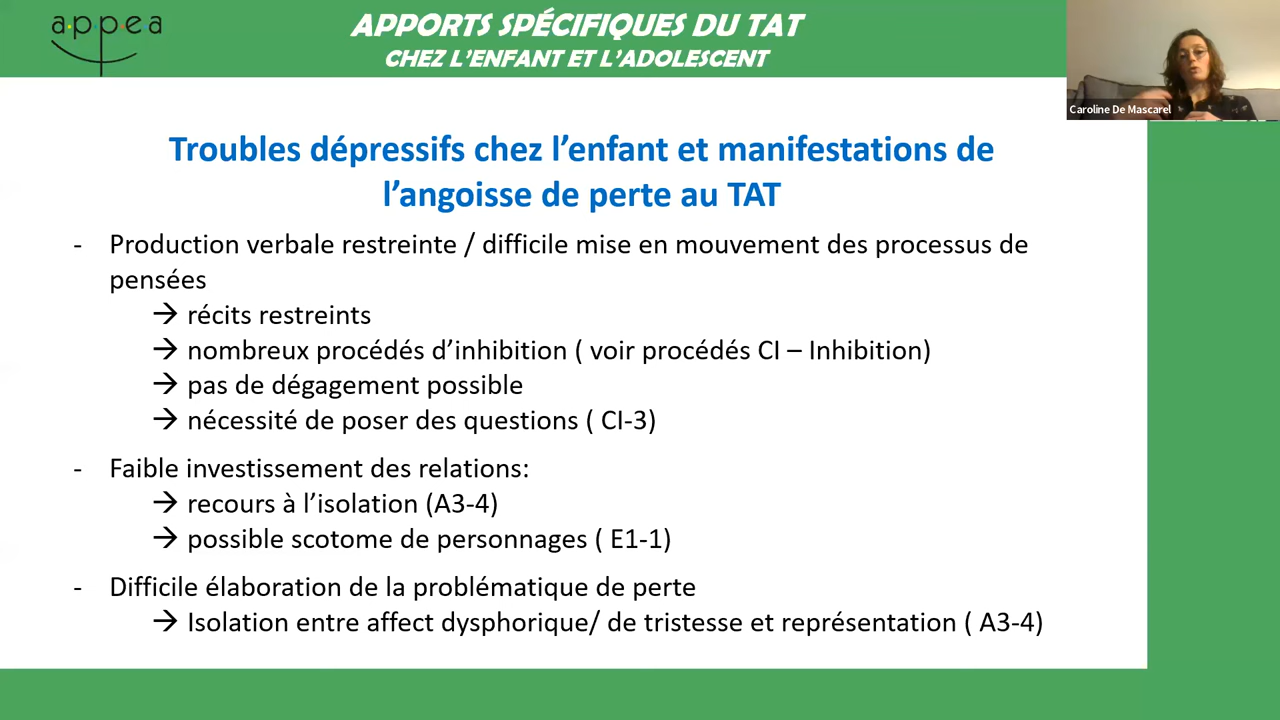 appea
APPORTS SPÉCIFIQUES DU TAT
CHEZ L'ENFANT ET L'ADOLESCENT
Caroline De Mascarel
Troubles dépressifs chez l'enfant et manifestations de
l'angoisse de perte au TAT
- Production verbale restreinte / difficile mise en mouvement des processus de
pensées
→ récits restreints
→ nombreux procédés d'inhibition ( voir procédés CI – Inhibition)
→ pas de dégagement possible
→ nécessité de poser des questions ( CI-3)
- Faible investissement des relations:
→ recours à l'isolation (A3-4)
→ possible scotome de personnages ( E1-1)
- Difficile élaboration de la problématique de perte
→ Isolation entre affect dysphorique/ de tristesse et représentation ( A3-4)